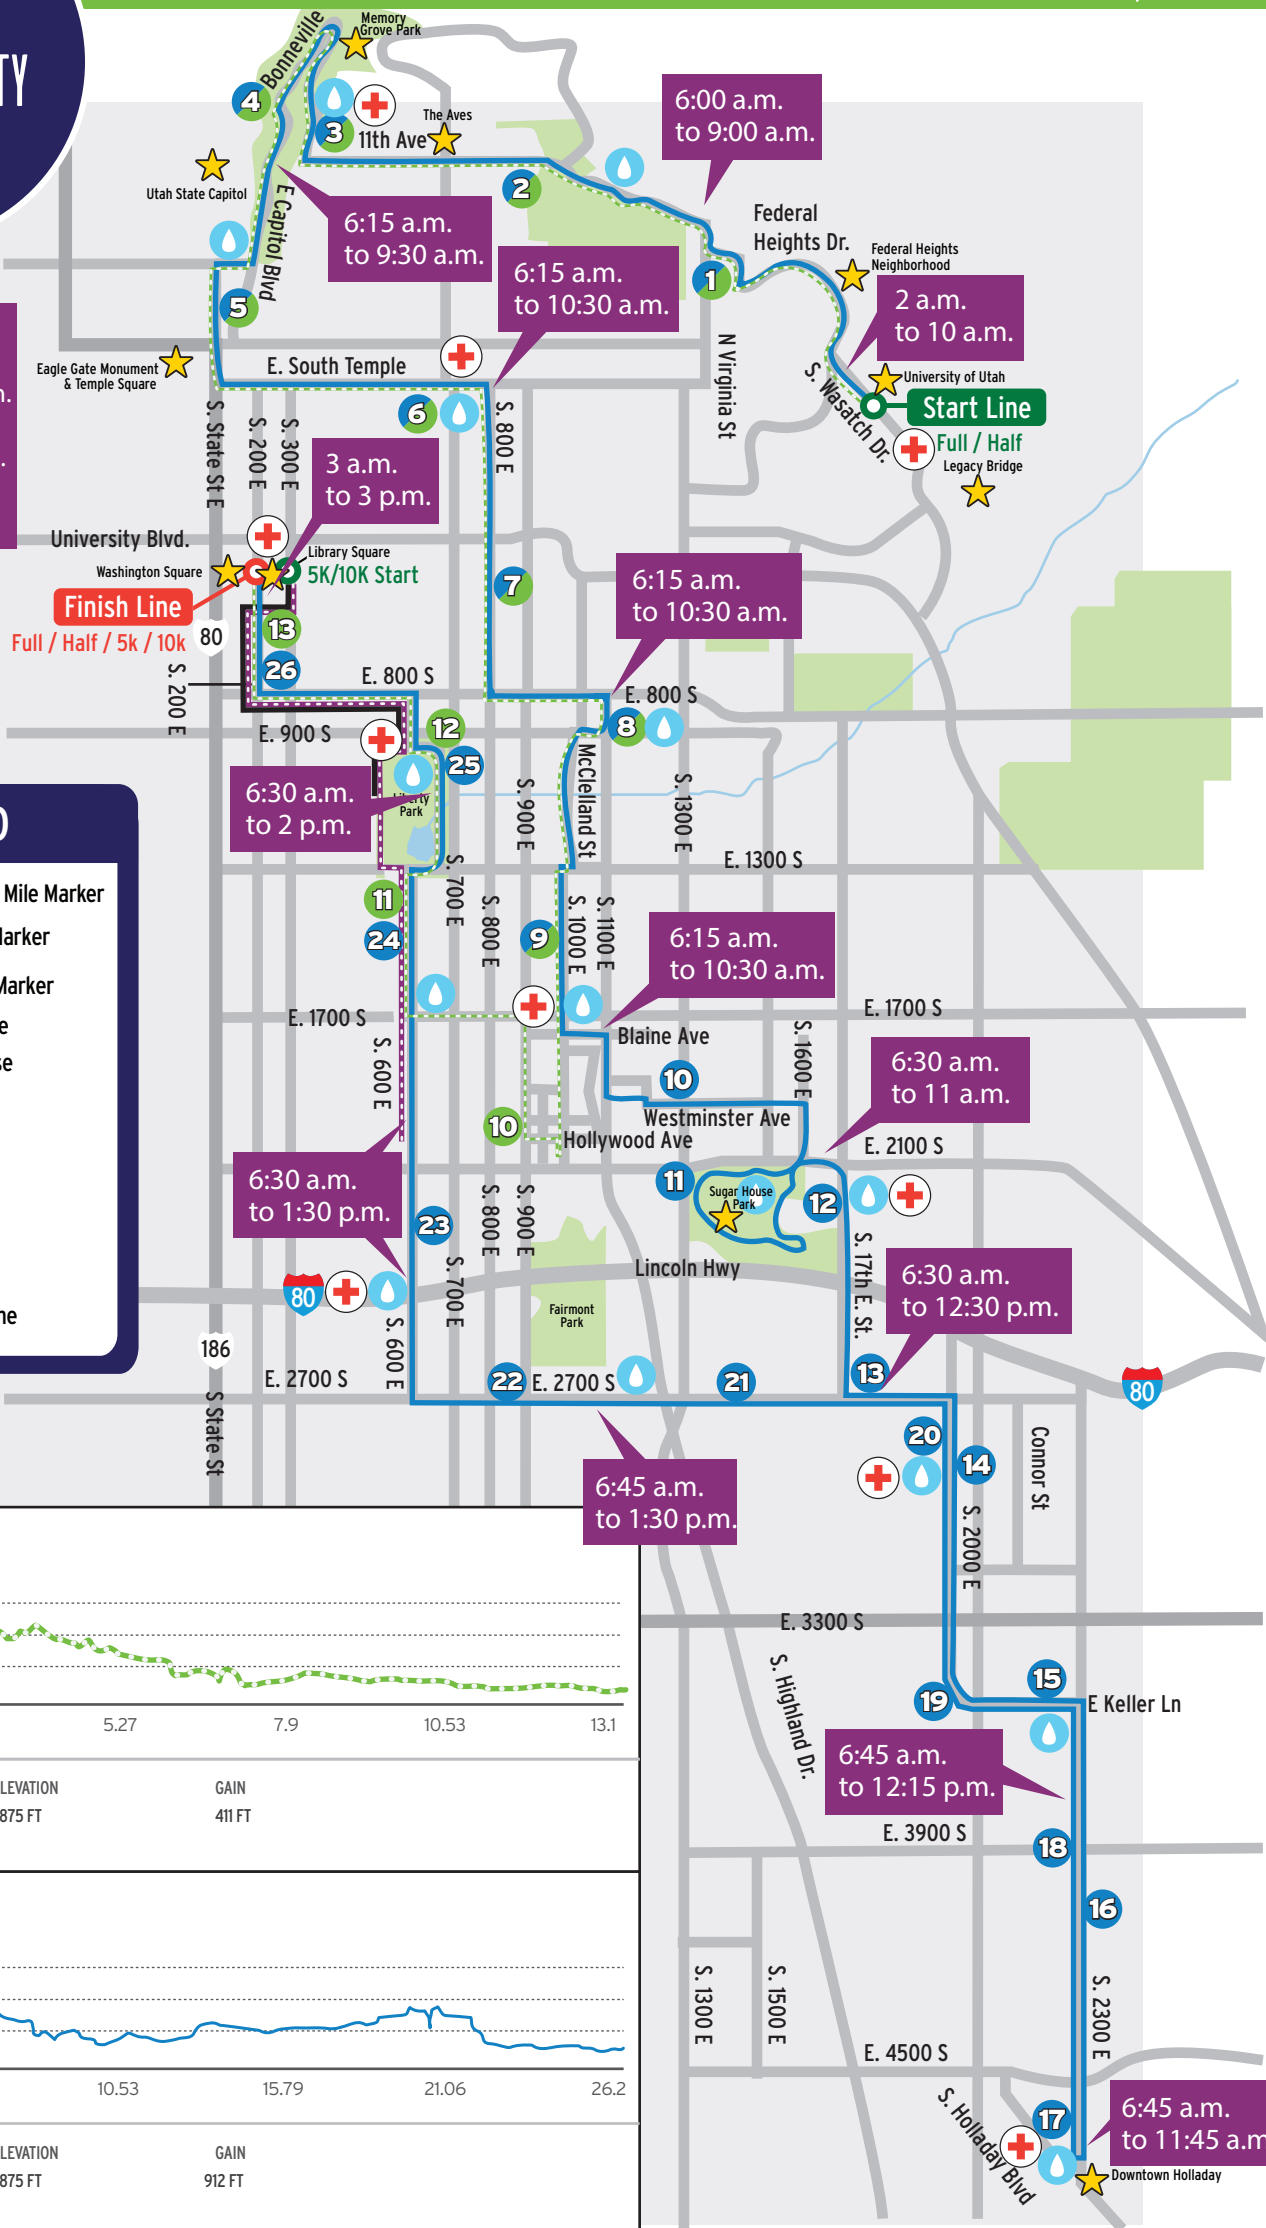 TY
Memory
Grove Park
Bonneville
4
3
11th Ave
The Aves
2
6:00 a.m.
to 9:00 a.m.
Utah State Capitol
E Capitol Blvd
6:15 a.m.
to 9:30 a.m.
Federal
Heights Dr.
Federal Heights
Neighborhood
6:15 a.m.
to 10:30 a.m.
1
2 a.m.
to 10 a.m.
5
Eagle Gate Monument
& Temple Square
E. South Temple
N Virginia St
S. Wasatch Dr.
University of Utah
Start Line
Full / Half
Legacy Bridge
6
S. State St E
S. 200 E
S. 300 E
S. 800 E
3 a.m.
to 3 p.m.
University Blvd.
Library Square
5K/10K Start
Washington Square
Finish Line
Full / Half / 5k / 10k
80
13
26
7
6:15 a.m.
to 10:30 a.m.
S. 200 E
E. 800 S
E. 800 S
E. 900 S
12
25
8
McClelland St
6:30 a.m.
to 2 p.m.
Liberty
Park
S. 900 E
S. 1300 E
E. 1300 S
Mile Marker
Marker
Marker
11
24
S. 700 E
S. 800 E
9
S. 1000 E
S. 1100 E
6:15 a.m.
to 10:30 a.m.
E. 1700 S
E. 1700 S
Blaine Ave
S. 600 E
S. 1600 E
10
6:30 a.m.
to 11 a.m.
Westminster Ave
10
Hollywood Ave
E. 2100 S
11
Sugar House
Park
12
6:30 a.m.
to 1:30 p.m.
23
S. 800 E
S. 900 E
S. 700 E
Lincoln Hwy
S. 17th E. St.
6:30 a.m.
to 12:30 p.m.
80
Fairmont
Park
186
S. 600 E
E. 2700 S
22
E. 2700 S
21
13
80
S State St
20
14
Connor St
6:45 a.m.
to 1:30 p.m.
S. 2000 E
E. 3300 S
S. Highland Dr.
15
19
E Keller Ln
6:45 a.m.
to 12:15 p.m.
E. 3900 S
18
16
S. 1300 E
S. 1500 E
S. 2300 E
E. 4500 S
S. Holladay Blvd
17
6:45 a.m.
to 11:45 a.m
Downtown Holladay
5.27 7.9 10.53 13.1
LEVATION GAIN
875 FT 411 FT
10.53 15.79 21.06 26.2
LEVATION GAIN
875 FT 912 FT